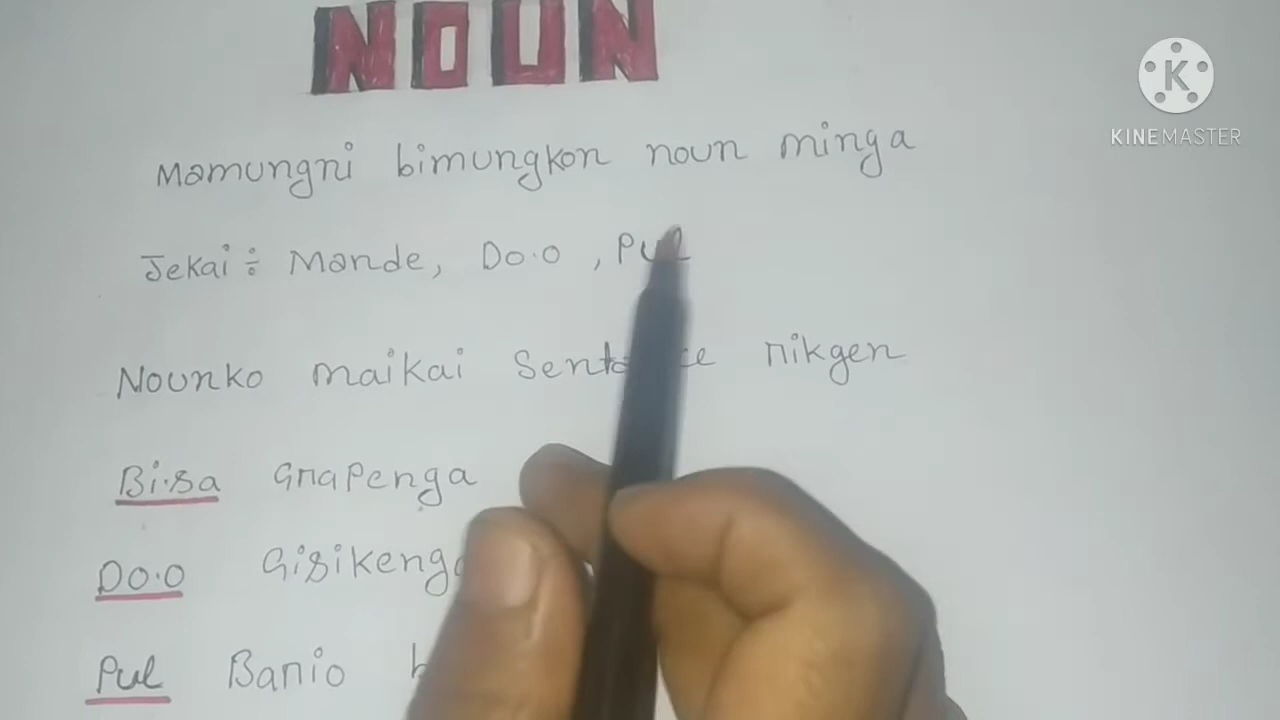 NOUN
KINEMASTER
Mamungni bimungkon noun minga
Jekai÷ Mande, Do.o , Pul
Nounko maikai Sentence nikgen
Bi.sa Grapenga
Do.o Gisikenga
Pul Banio